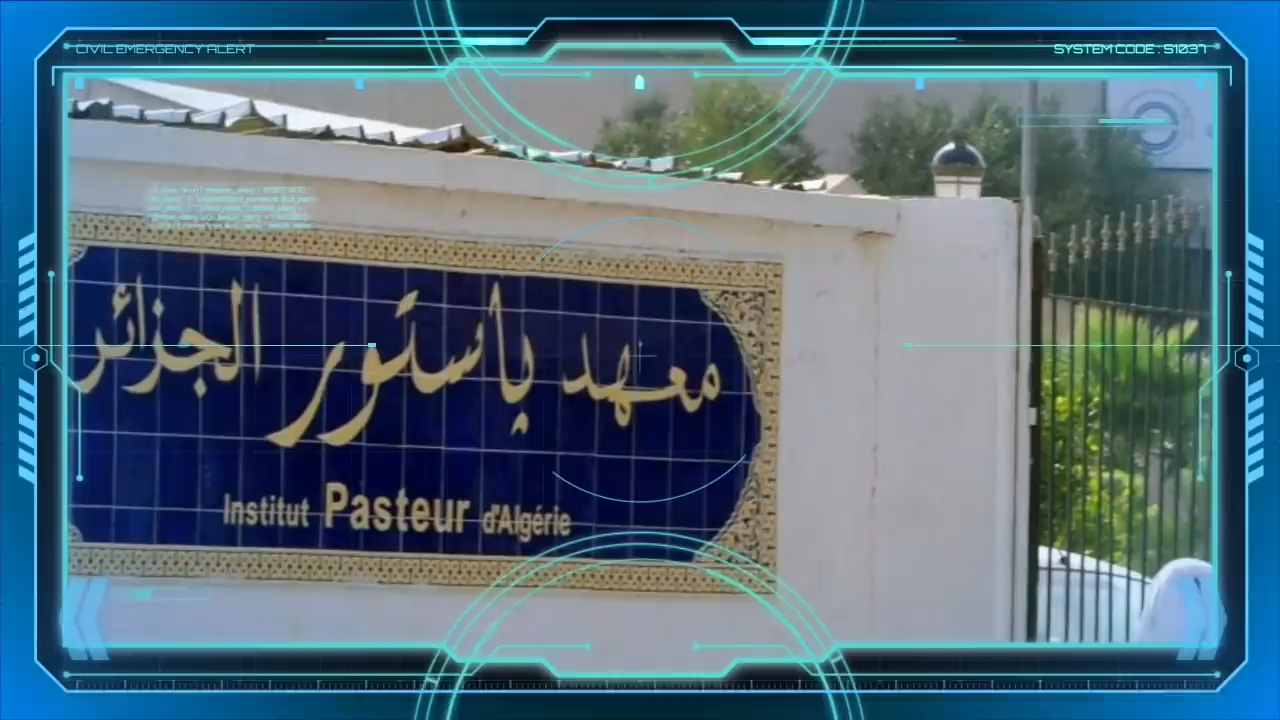 CIVIL EMERGENCY ALERT
SYSTEM CODE : S1037
معهد باستور الجزائر
Institut Pasteur d'Algérie